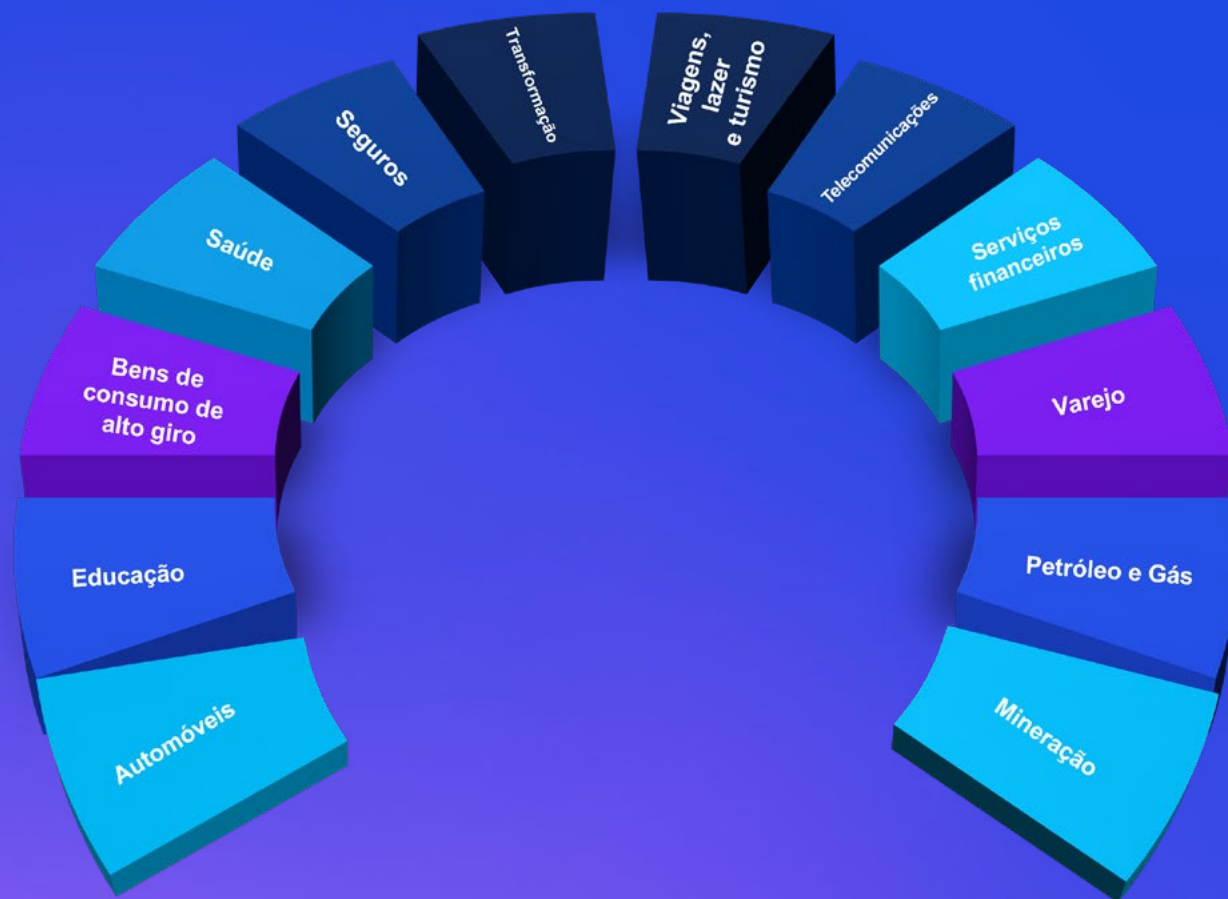 Transformação
Viagens,
lazer
e turismo
Seguros
Telecomunicações
Saúde
Serviços
financeiros
Bens de
consumo de
alto giro
Varejo
Educação
Petróleo e Gás
Automóveis
Mineração